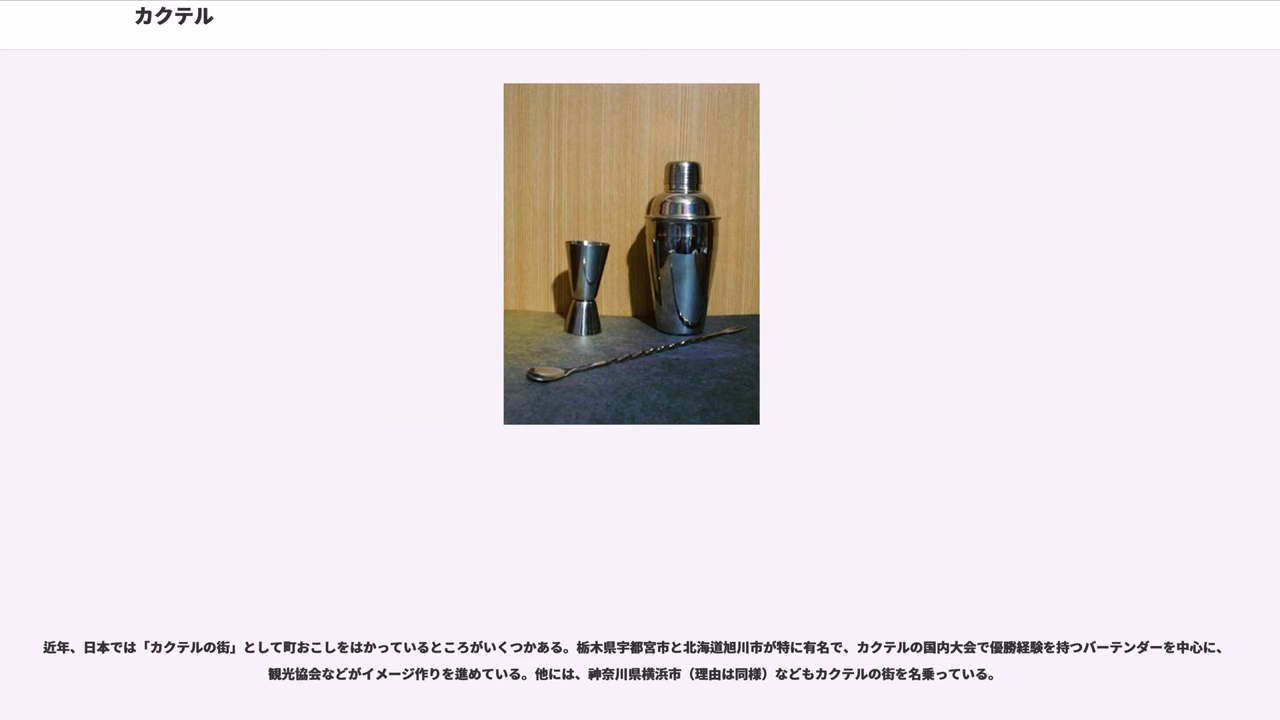 カクテル
近年、日本では「カクテルの街」として町おこしをはかっているところがいくつかある。栃木県宇都宮市と北海道旭川市が特に有名で、カクテルの国内大会で優勝経験を持つバーテンダーを中心に、
観光協会などがイメージ作りを進めている。他には、神奈川県横浜市（理由は同様）などもカクテルの街を名乗っている。